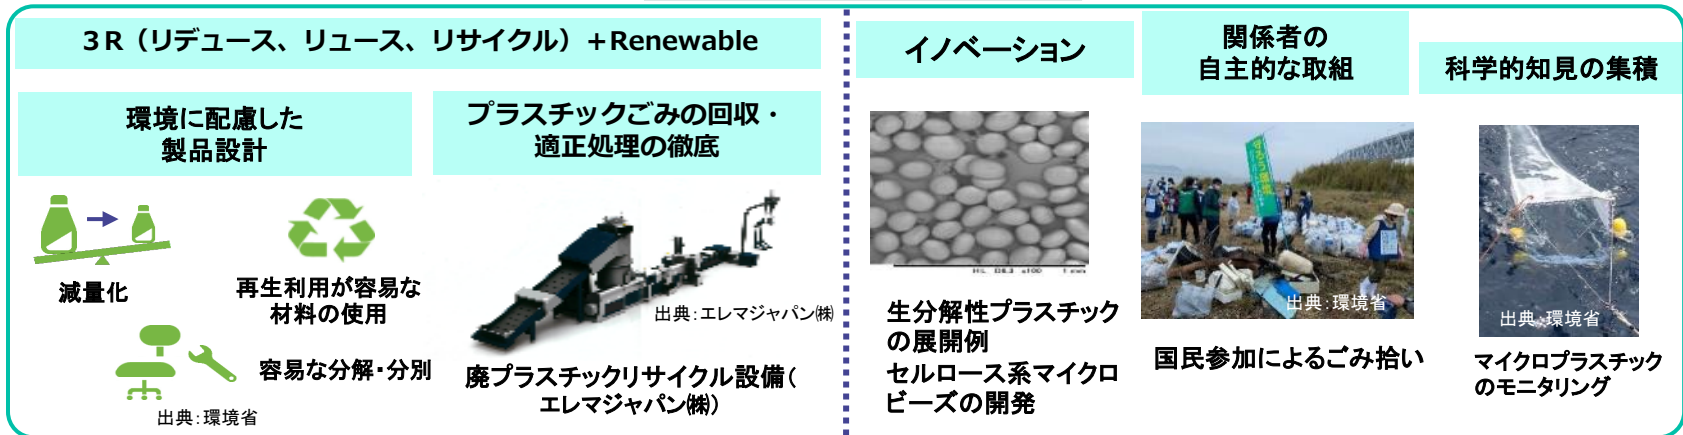 ３R（リデュース、リユース、リサイクル）＋Renewable
環境に配慮した
製品設計
減量化
再生利用が容易な
材料の使用
容易な分解・分別
出典：環境省
プラスチックごみの回収・
適正処理の徹底
出典：エレマジャパン㈱
廃プラスチックリサイクル設備（
エレマジャパン㈱）
イノベーション
x100 1 mm
生分解性プラスチック
の展開例
セルロース系マイクロ
ビーズの開発
関係者の
自主的な取組
守ろう
出典：環境省
国民参加によるごみ拾い
科学的知見の集積
出典：環境省
マイクロプラスチック
のモニタリング